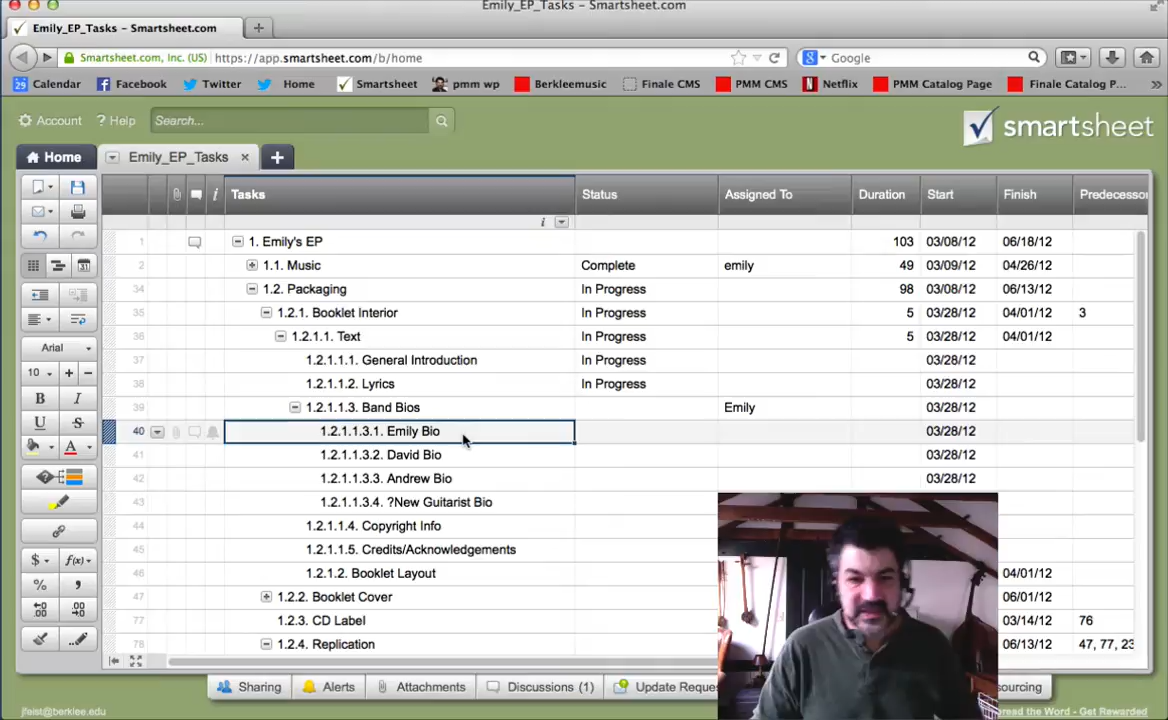 Emily_EP_Tasks – Smartsheet.com
Emily_EP_Tasks – Smartsheet.com
Smartsheet.com, Inc. (US) https://app.smartsheet.com/b/home Google
29 Calendar Facebook Twitter Home Smartsheet pmm wp Berkleemusic Finale CMS PMM CMS Netflix PMM Catalog Page Finale Catalog P... »
Account ? Help Search... smartsheet
Home Emily_EP_Tasks × +
i Tasks Status Assigned To Duration Start Finish Predecessor
i
1 1. Emily's EP 103 03/08/12 06/18/12
2 1.1. Music Complete emily 49 03/09/12 04/26/12
34 1.2. Packaging In Progress 98 03/08/12 06/13/12
35 1.2.1. Booklet Interior In Progress 5 03/28/12 04/01/12 3
36 1.2.1.1. Text In Progress 5 03/28/12 04/01/12
37 1.2.1.1.1. General Introduction In Progress 03/28/12
38 1.2.1.1.2. Lyrics In Progress 03/28/12
39 1.2.1.1.3. Band Bios Emily 03/28/12
40 1.2.1.1.3.1. Emily Bio 03/28/12
41 1.2.1.1.3.2. David Bio 03/28/12
42 1.2.1.1.3.3. Andrew Bio 03/28/12
43 1.2.1.1.3.4. ?New Guitarist Bio
44 1.2.1.1.4. Copyright Info
45 1.2.1.1.5. Credits/Acknowledgements
46 1.2.1.2. Booklet Layout 04/01/12
47 1.2.2. Booklet Cover 06/01/12
77 1.2.3. CD Label 03/14/12 76
78 1.2.4. Replication 06/13/12 47, 77, 23
Arial
10 + −
B I
U S
A
$ f(x)
% ,
.00 .00
Sharing Alerts Attachments Discussions (1) Update Reque sourcing
jfeist@berklee.edu pread the Word - Get Rewarded